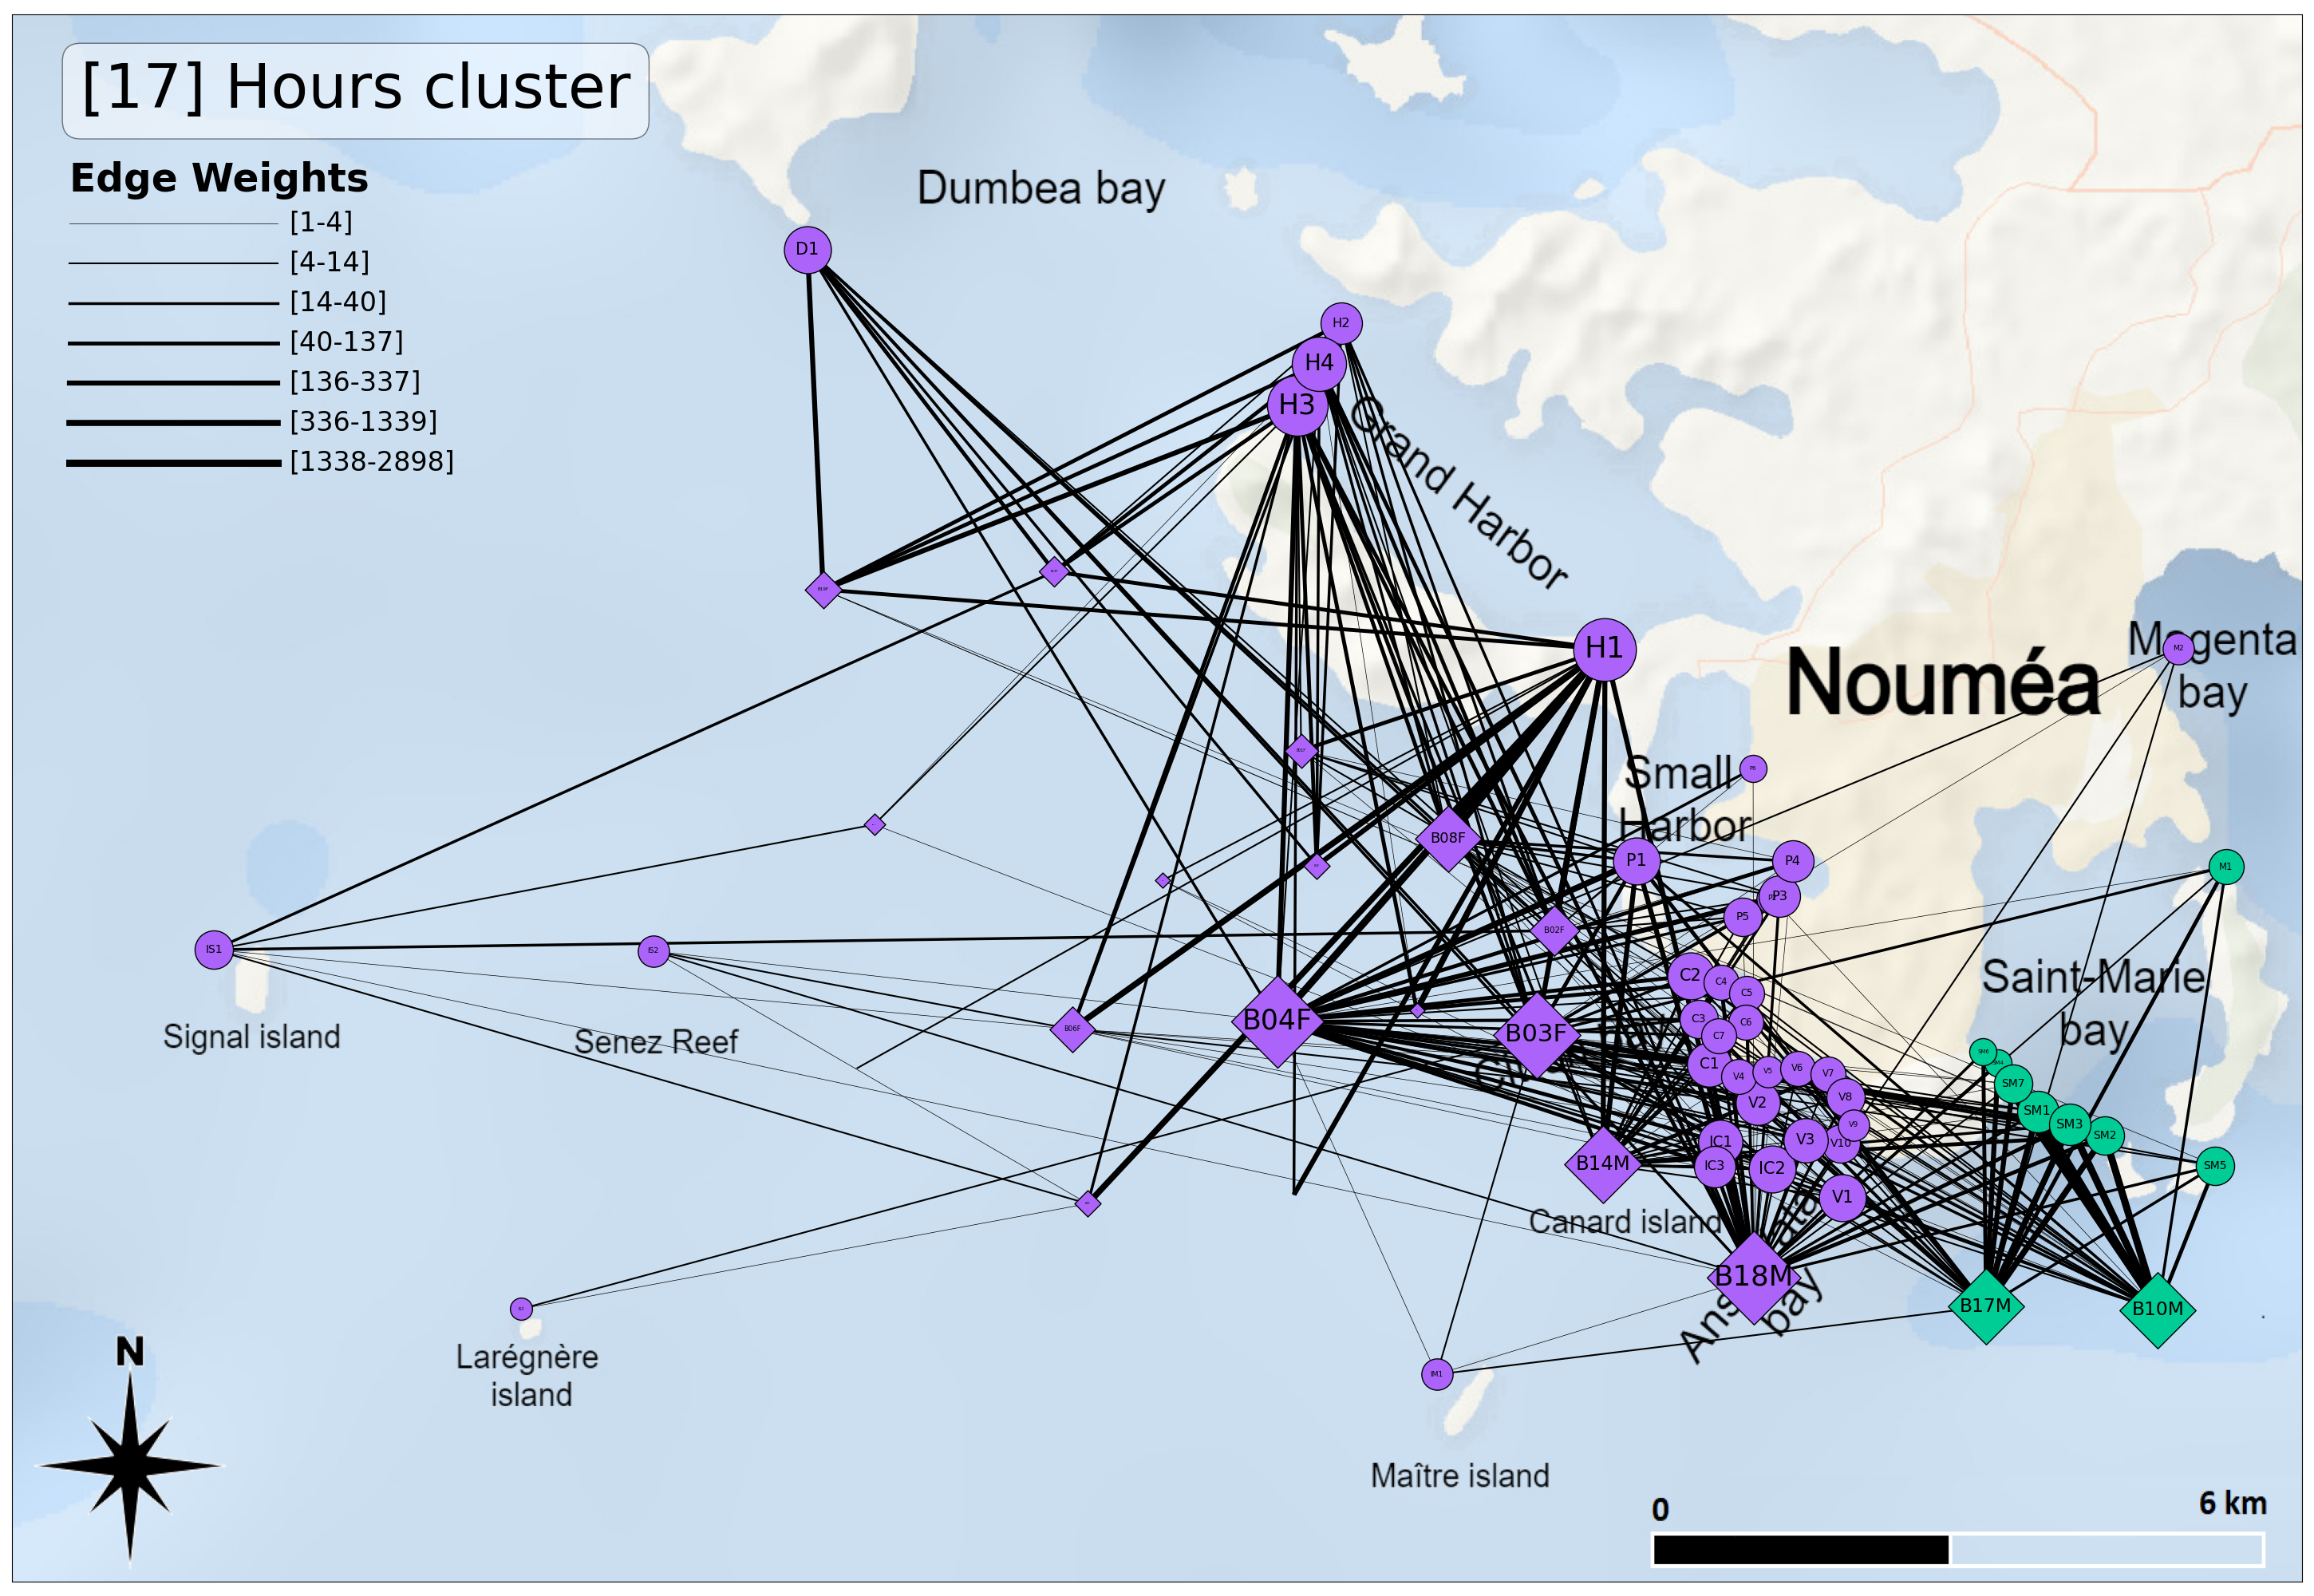 [17] Hours cluster
Edge Weights
[1-4]
[4-14]
[14-40]
[40-137]
[136-337]
[336-1339]
[1338-2898]
Dumbea bay
D1
H2
H4
H3
Grand Harbor
B19F
H1
Nouméa
Magenta
bay
M2
Small
Harbor
P6
B08F
P1
P4
P3
P5
M1
B02F
IS1
IS2
Signal island
Senez Reef
B06F
B04F
B03F
C2
C4
C5
C3
C6
C7
C1
Saint-Marie
bay
V4
V5
V6
V7
V2
V8
V9
V10
V3
SM6
SM4
SM7
SM1
SM3
SM2
SM5
IC1
IC3
IC2
V1
B14M
Canard island
B18M
bay
B17M
B10M
Larégnère
island
IM1
Maître island
N
0
6 km